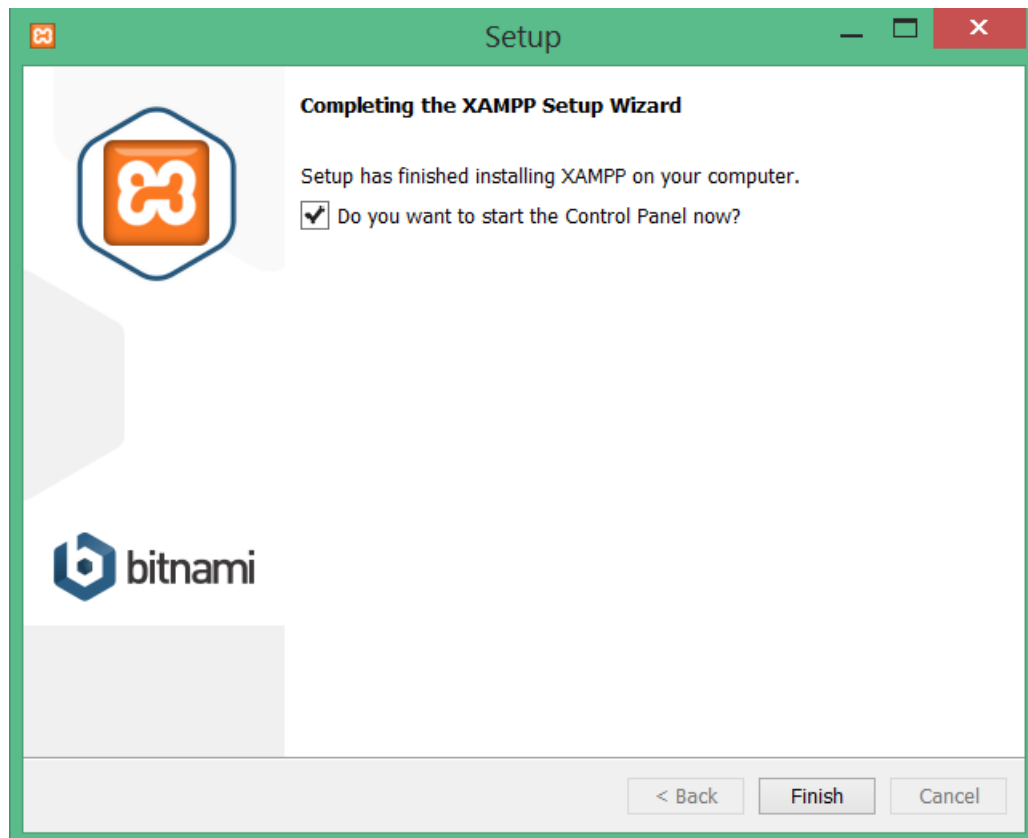 Setup
Completing the XAMPP Setup Wizard
Setup has finished installing XAMPP on your computer.
Do you want to start the Control Panel now?
bitnami
< Back
Finish
Cancel